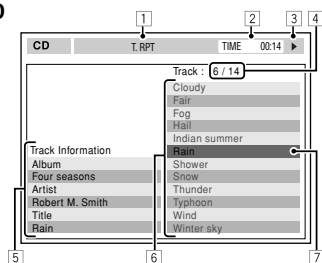 1 2 3 4
CD T. RPT TIME 00:14
Track : 6 / 14
Cloudy
Fair
Fog
Hail
Indian summer
Rain
Shower
Snow
Thunder
Typhoon
Wind
Winter sky
Track Information
Album
Four seasons
Artist
Robert M. Smith
Title
Rain
5 6 7